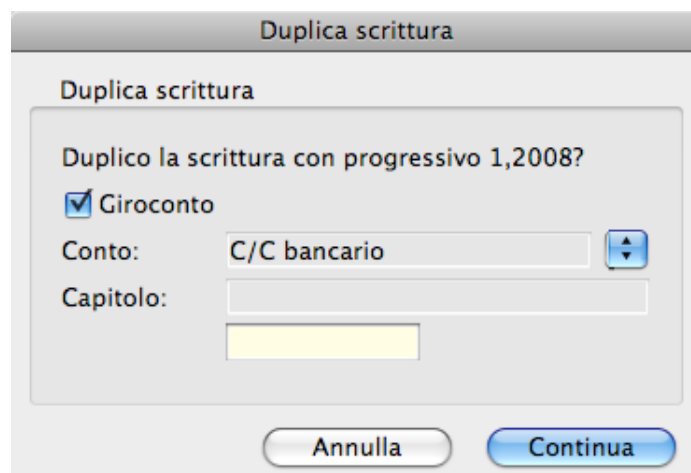 Duplica scrittura
Duplica scrittura
Duplico la scrittura con progressivo 1,2008?
Giroconto
Conto: C/C bancario
Capitolo:
Annulla Continua